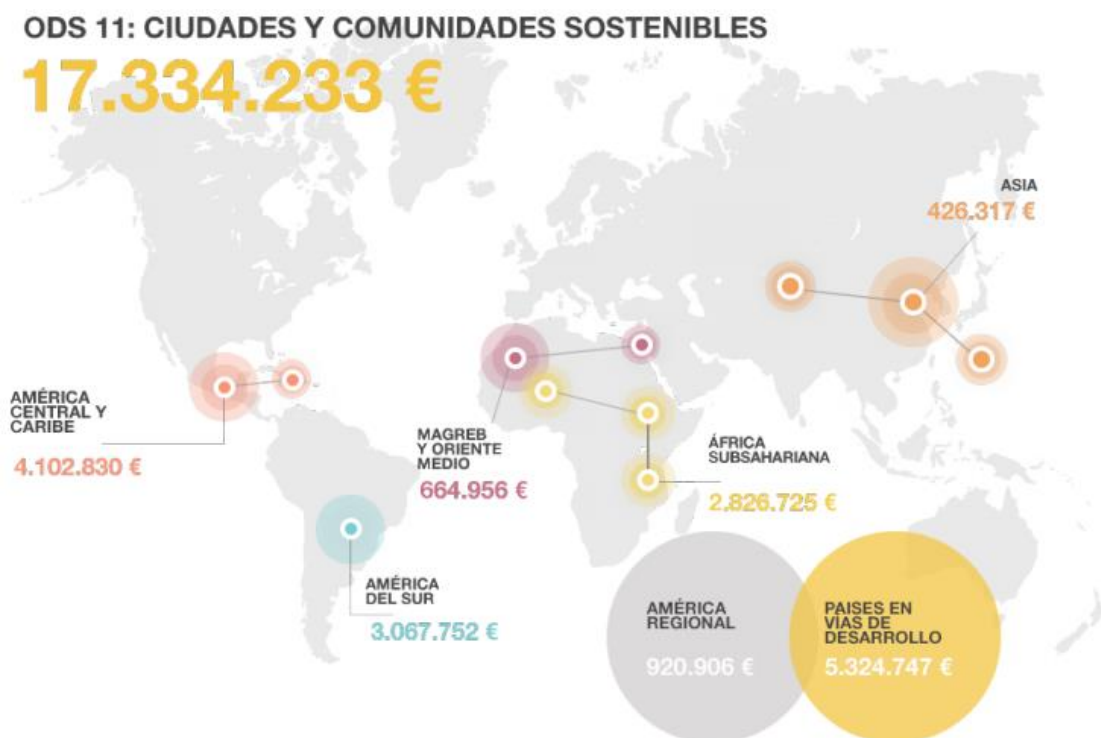 ODS 11: CIUDADES Y COMUNIDADES SOSTENIBLES
17.334.233 €
ASIA
426.317 €
AMÉRICA
CENTRAL Y
CARIBE
4.102.830 €
MAGREB
Y ORIENTE
MEDIO
664.956 €
ÁFRICA
SUBSAHARIANA
2.826.725 €
AMÉRICA
DEL SUR
3.067.752 €
AMÉRICA
REGIONAL
920.906 €
PAISES EN
VÍAS DE
DESARROLLO
5.324.747 €